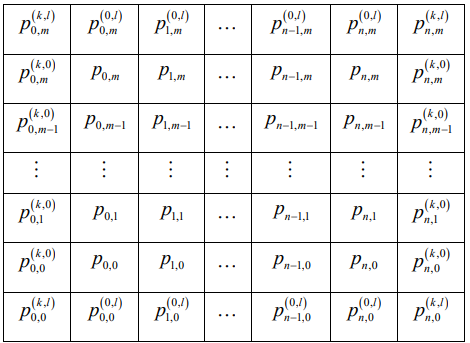 p_{0,m}^{(k,l)} p_{0,m}^{(0,l)} p_{1,m}^{(0,l)} ⋯ p_{n-1,m}^{(0,l)} p_{n,m}^{(0,l)} p_{n,m}^{(k,l)}
p_{0,m}^{(k,0)} p_{0,m} p_{1,m} ⋯ p_{n-1,m} p_{n,m} p_{n,m}^{(k,0)}
p_{0,m-1}^{(k,0)} p_{0,m-1} p_{1,m-1} ⋯ p_{n-1,m-1} p_{n,m-1} p_{n,m-1}^{(k,0)}
⋮ ⋮ ⋮ ⋮ ⋮ ⋮ ⋮
p_{0,1}^{(k,0)} p_{0,1} p_{1,1} ⋯ p_{n-1,1} p_{n,1} p_{n,1}^{(k,0)}
p_{0,0}^{(k,0)} p_{0,0} p_{1,0} ⋯ p_{n-1,0} p_{n,0} p_{n,0}^{(k,0)}
p_{0,0}^{(k,l)} p_{0,0}^{(0,l)} p_{1,0}^{(0,l)} ⋯ p_{n-1,0}^{(0,l)} p_{n,0}^{(0,l)} p_{n,0}^{(k,l)}